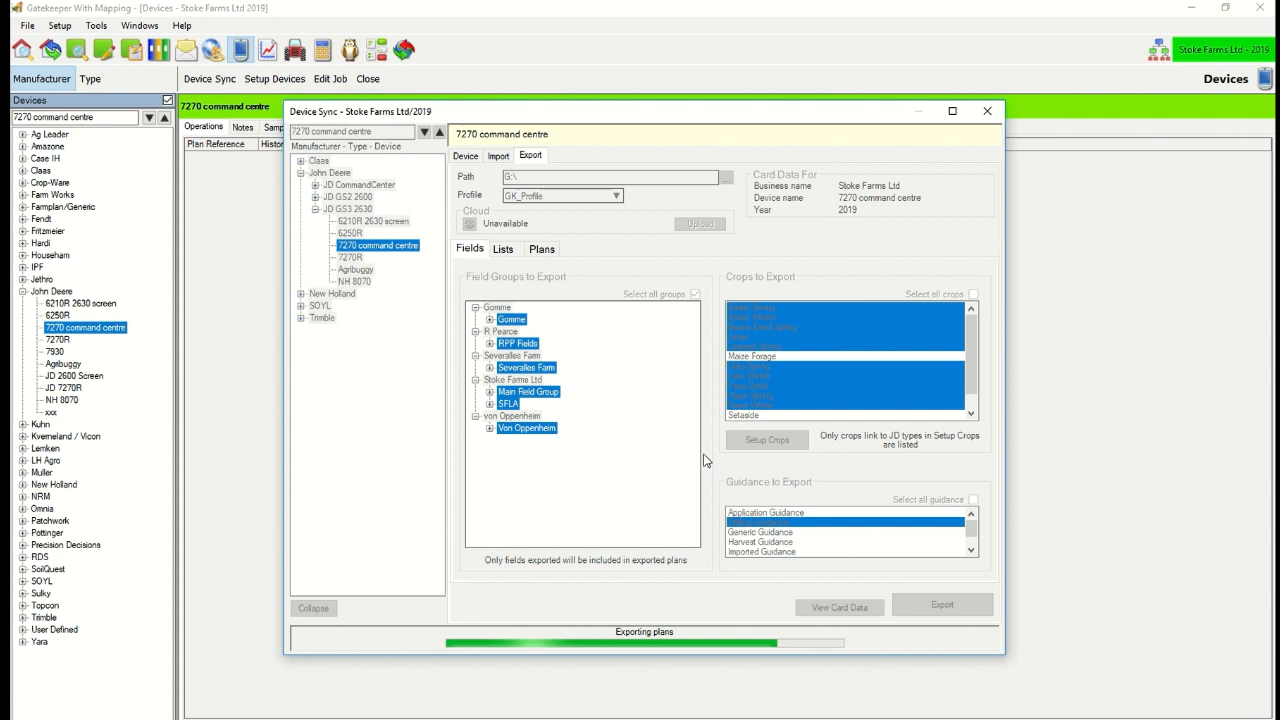 Gatekeeper With Mapping - [Devices - Stoke Farms Ltd 2019]
File Setup Tools Windows Help
Stoke Farms Ltd - 2019
Manufacturer Type Device Sync Setup Devices Edit Job Close Devices
Devices
7270 command centre
Ag Leader
Amazone
Case IH
Claas
Crop-Ware
Farm Works
Farmplan/Generic
Fendt
Fritzmeier
Hardi
Househam
IPF
Jethro
John Deere
6210R 2630 screen
6250R
7270 command centre
7270R
7930
Agribuggy
JD 2600 Screen
JD 7270R
NH 8070
xxx
Kuhn
Kverneland / Vicon
Lemken
LH Agro
Muller
New Holland
NRM
Omnia
Patchwork
Pottinger
Precision Decisions
RDS
SoilQuest
SOYL
Sulky
Topcon
Trimble
User Defined
Yara
7270 command centre
Operations Notes Samp
Plan Reference Histor
Device Sync - Stoke Farms Ltd/2019
7270 command centre
Manufacturer - Type - Device
Claas
John Deere
JD CommandCenter
JD GS2 2600
JD GS3 2630
6210R 2630 screen
6250R
7270 command centre
7270R
Agribuggy
NH 8070
New Holland
SOYL
Trimble
Collapse
7270 command centre
Device Import Export
Path G:\ ...
Profile GK_Profile
Cloud
Unavailable Upload
Card Data For
Business name Stoke Farms Ltd
Device name 7270 command centre
Year 2019
Fields Lists Plans
Field Groups to Export
Select all groups
Gomme
Gomme
R Pearce
RPP Fields
Severalles Farm
Severalles Farm
Stoke Farms Ltd
Main Field Group
SFLA
von Oppenheim
Von Oppenheim
Only fields exported will be included in exported plans
Crops to Export
Select all crops
Barley Spring
Barley Winter
Maize Forage
Setaside
Setup Crops
Only crops link to JD types in Setup Crops
are listed
Guidance to Export
Select all guidance
Application Guidance
Generic Guidance
Harvest Guidance
Imported Guidance
View Card Data Export
Exporting plans